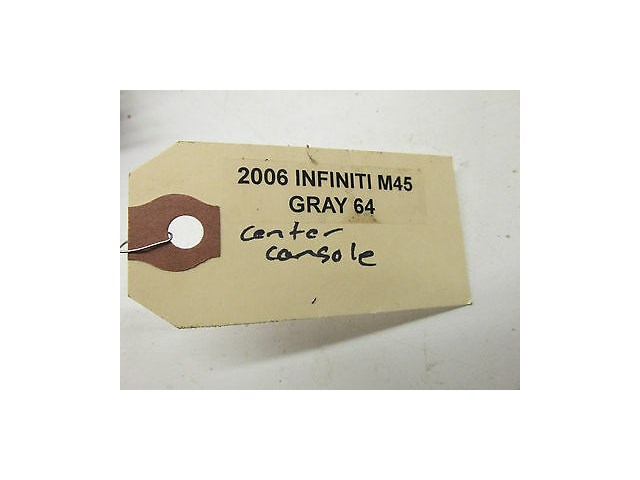 2006 INFINITI M45
GRAY 64
center
console